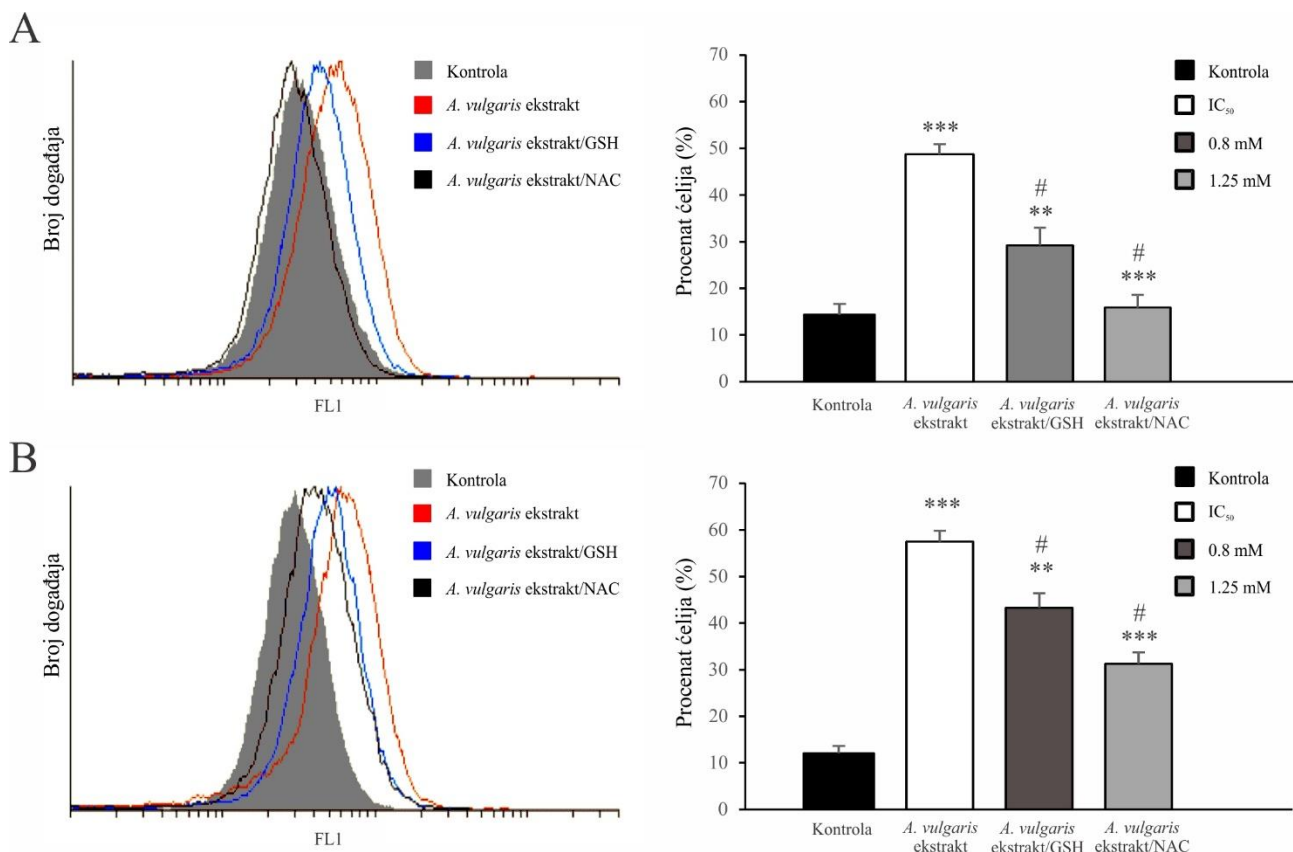 A
Broj događaja
Kontrola
A. vulgaris ekstrakt
A. vulgaris ekstrakt/GSH
A. vulgaris ekstrakt/NAC
FL1
Procenat ćelija (%)
70
60
50
40
30
20
10
0
***
#
**
#
***
Kontrola
IC₅₀
0.8 mM
1.25 mM
Kontrola
A. vulgaris
ekstrakt
A. vulgaris
ekstrakt/GSH
A. vulgaris
ekstrakt/NAC
B
Broj događaja
Kontrola
A. vulgaris ekstrakt
A. vulgaris ekstrakt/GSH
A. vulgaris ekstrakt/NAC
FL1
Procenat ćelija (%)
70
60
50
40
30
20
10
0
***
#
**
#
***
Kontrola
IC₅₀
0.8 mM
1.25 mM
Kontrola
A. vulgaris
ekstrakt
A. vulgaris
ekstrakt/GSH
A. vulgaris
ekstrakt/NAC